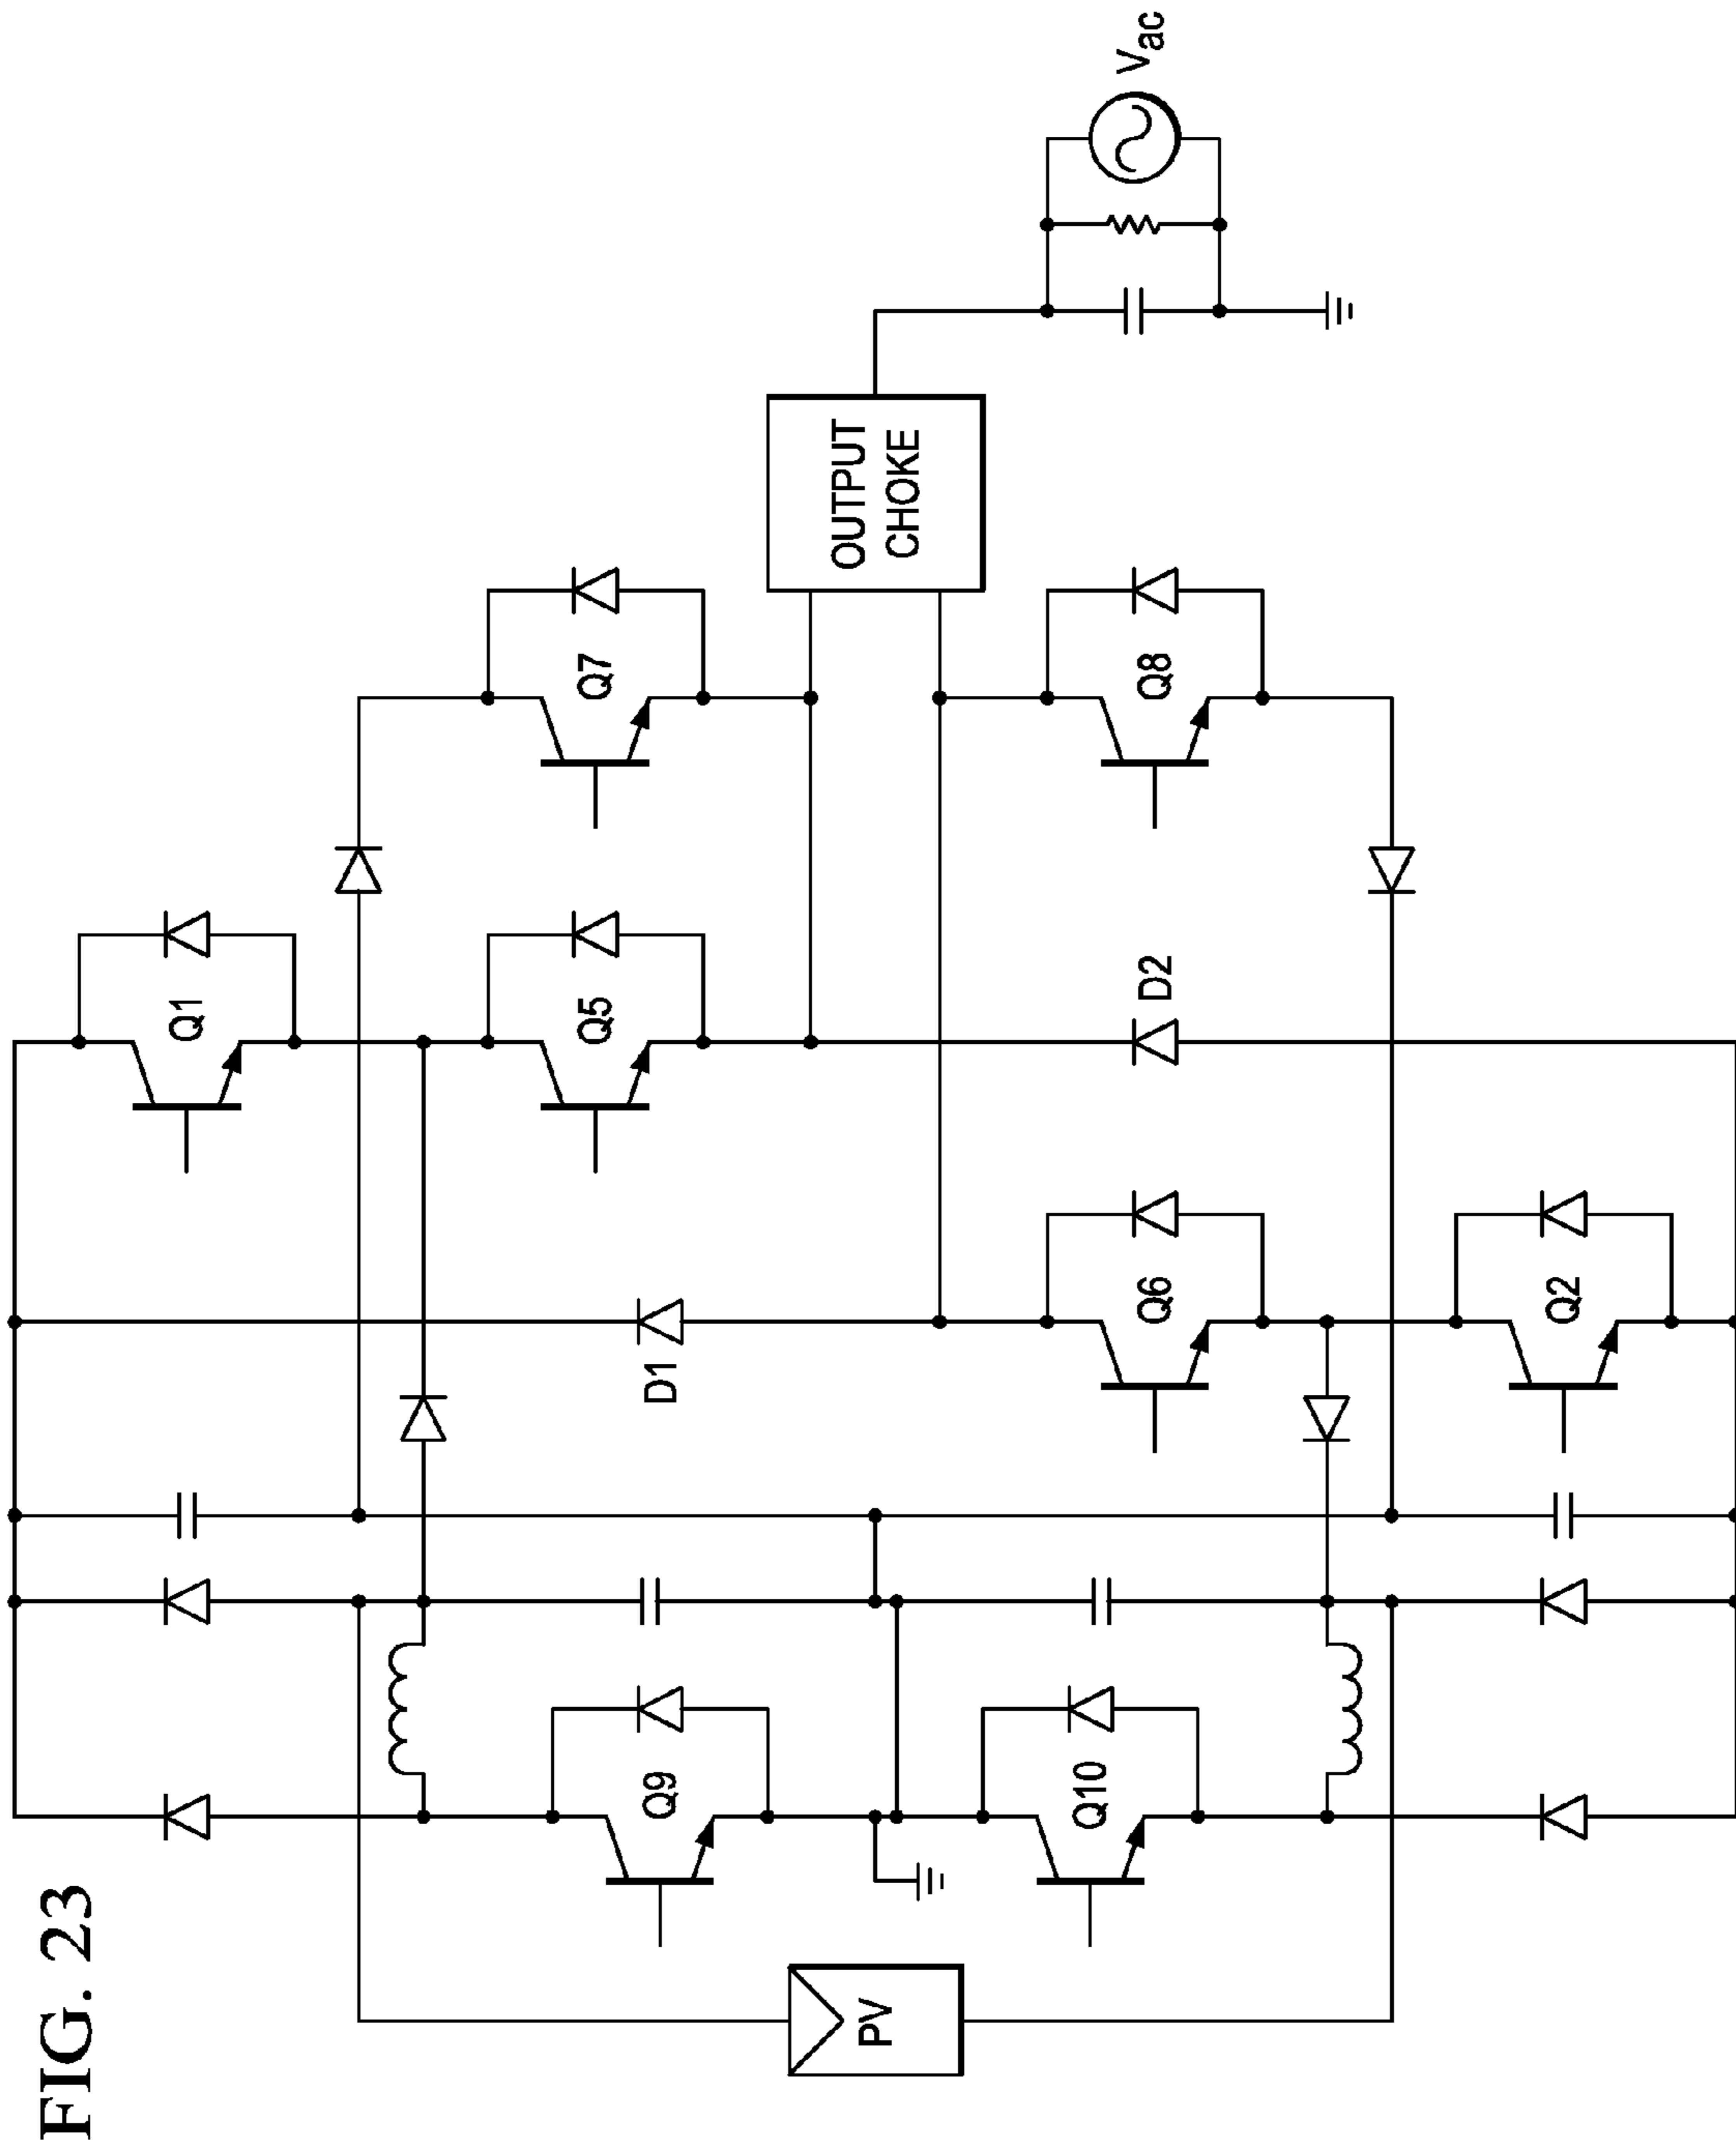 FIG. 23
PV
Q9
Q10
D1
Q6
Q2
Q1
Q5
D2
Q7
Q8
OUTPUT
CHOKE
Vac